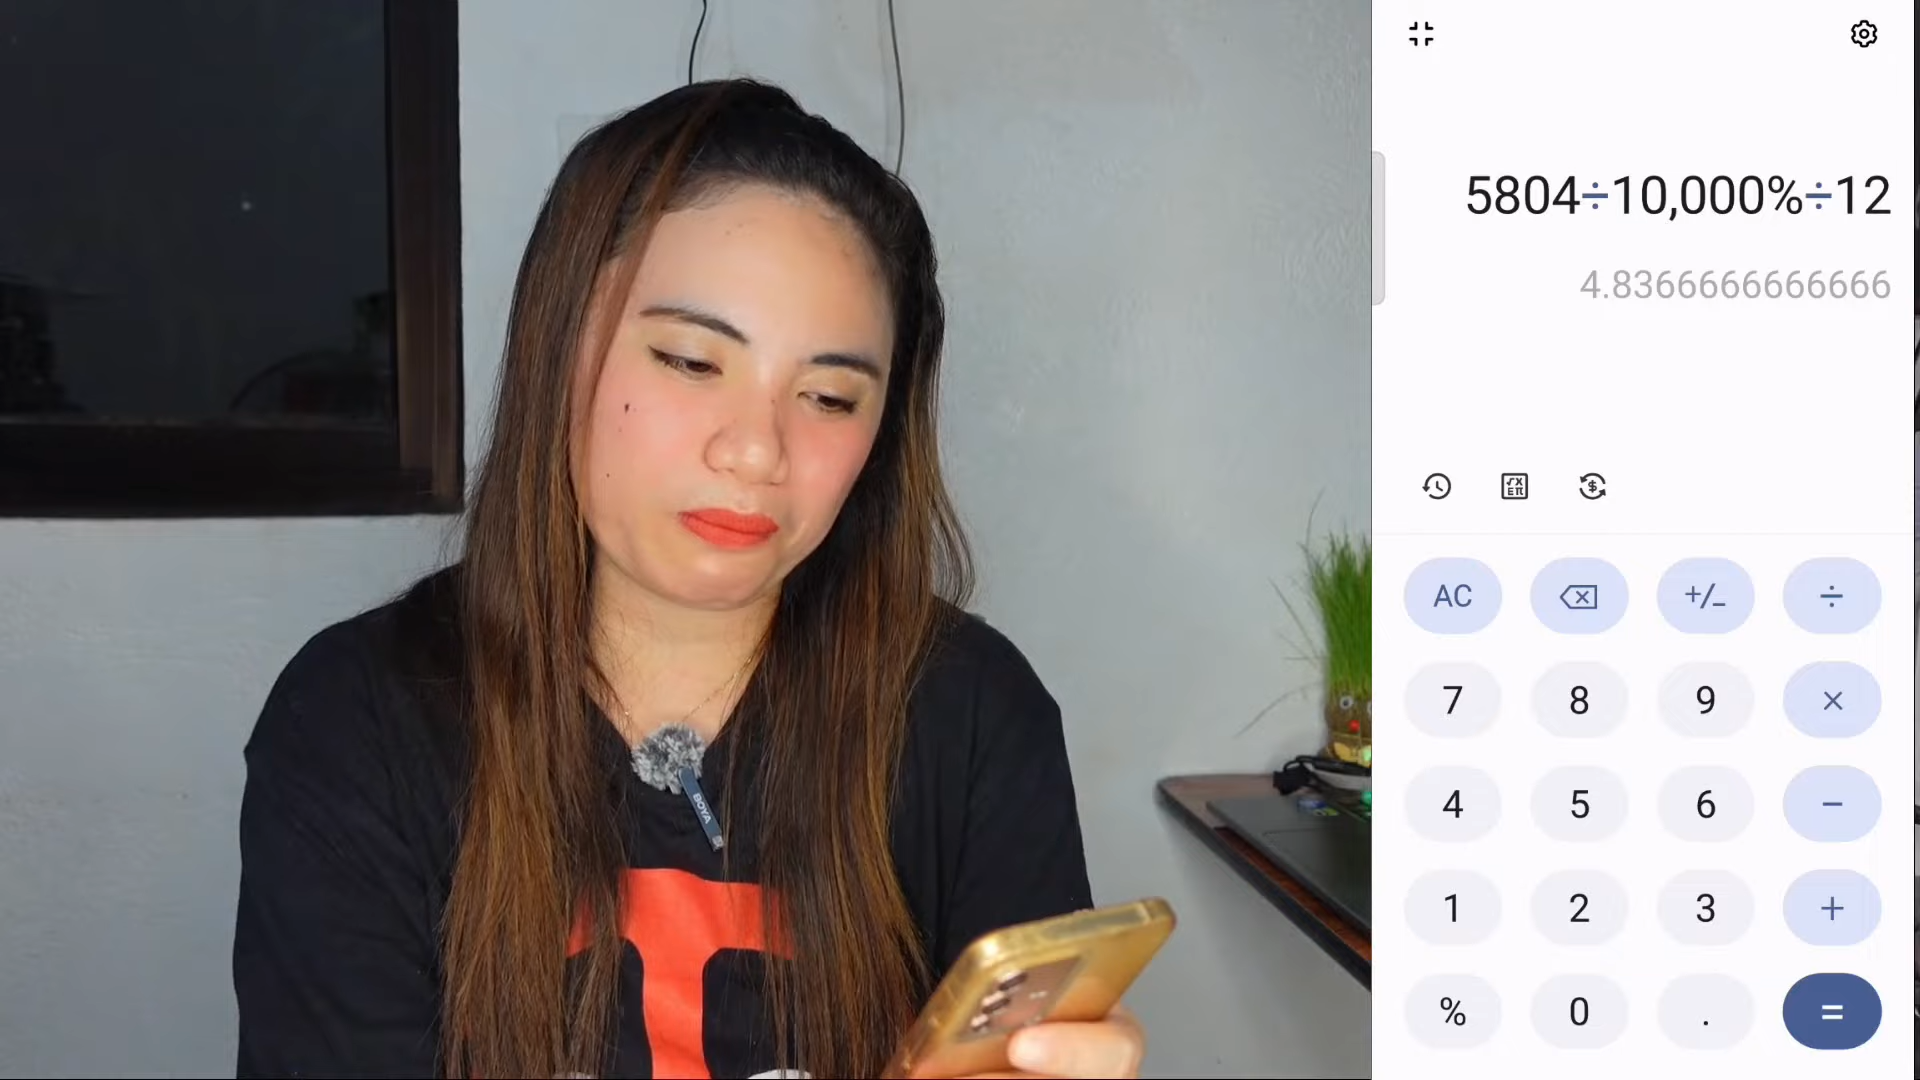 5804÷10,000%÷12
4.8366666666666
AC +/− ÷
7 8 9 ×
4 5 6 −
1 2 3 +
% 0 . =
BOYA